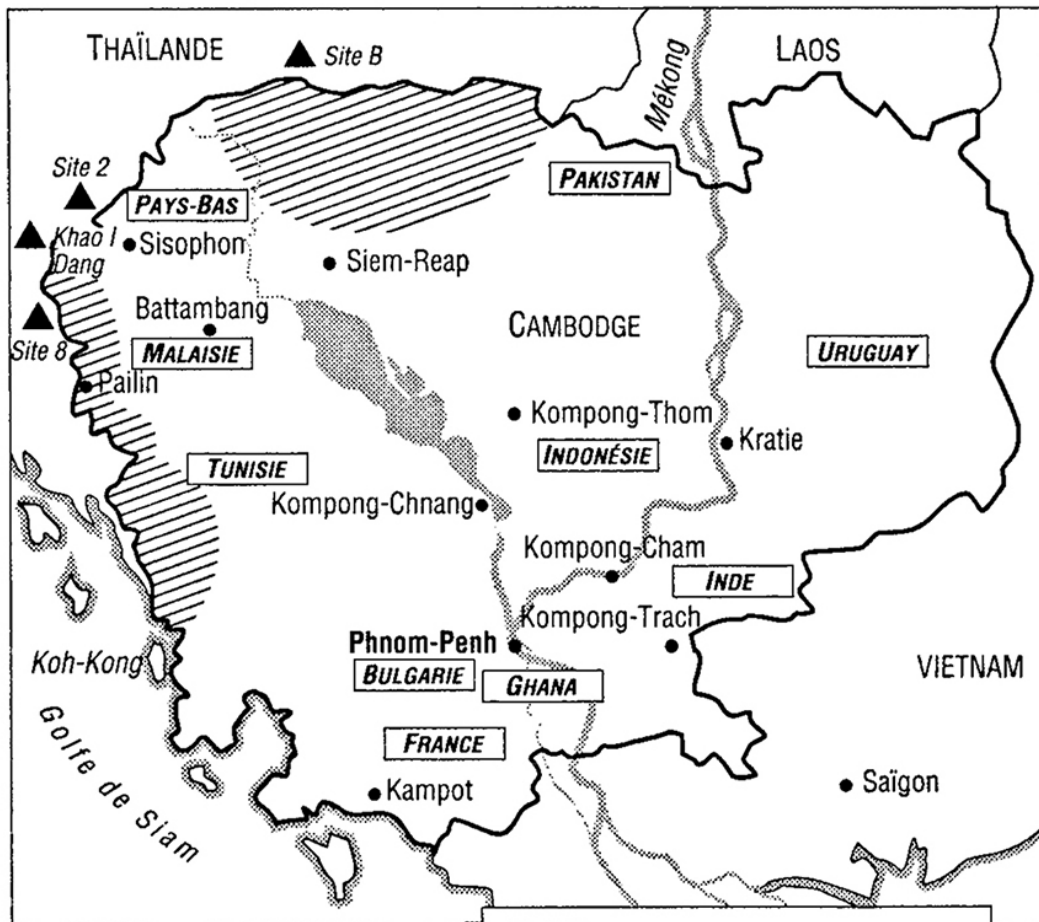 THAÏLANDE
Site B
LAOS
Mékong
Site 2
PAKISTAN
PAYS-BAS
Khao I
Dang
Sisophon
Siem-Reap
Battambang
CAMBODGE
Site 8
MALAISIE
URUGUAY
Pailin
Kompong-Thom
Kratie
TUNISIE
INDONÉSIE
Kompong-Chnang
Kompong-Cham
INDE
Kompong-Trach
Phnom-Penh
Koh-Kong
BULGARIE
GHANA
VIETNAM
FRANCE
Golfe de Siam
Kampot
Saïgon